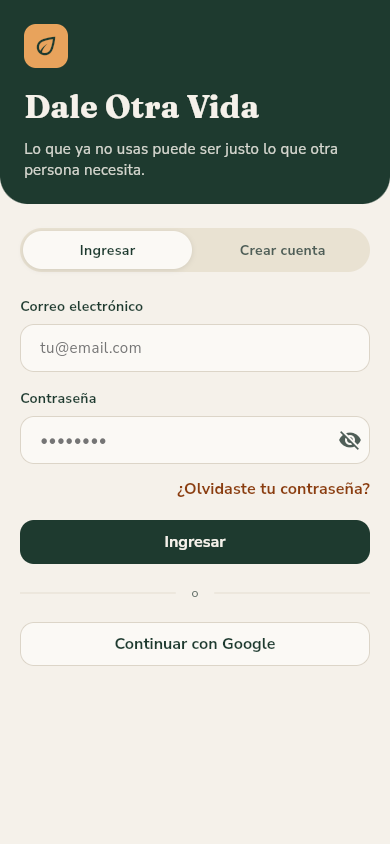 Dale Otra Vida
Lo que ya no usas puede ser justo lo que otra
persona necesita.
Ingresar
Crear cuenta
Correo electrónico
tu@email.com
Contraseña
••••••••
¿Olvidaste tu contraseña?
Ingresar
o
Continuar con Google